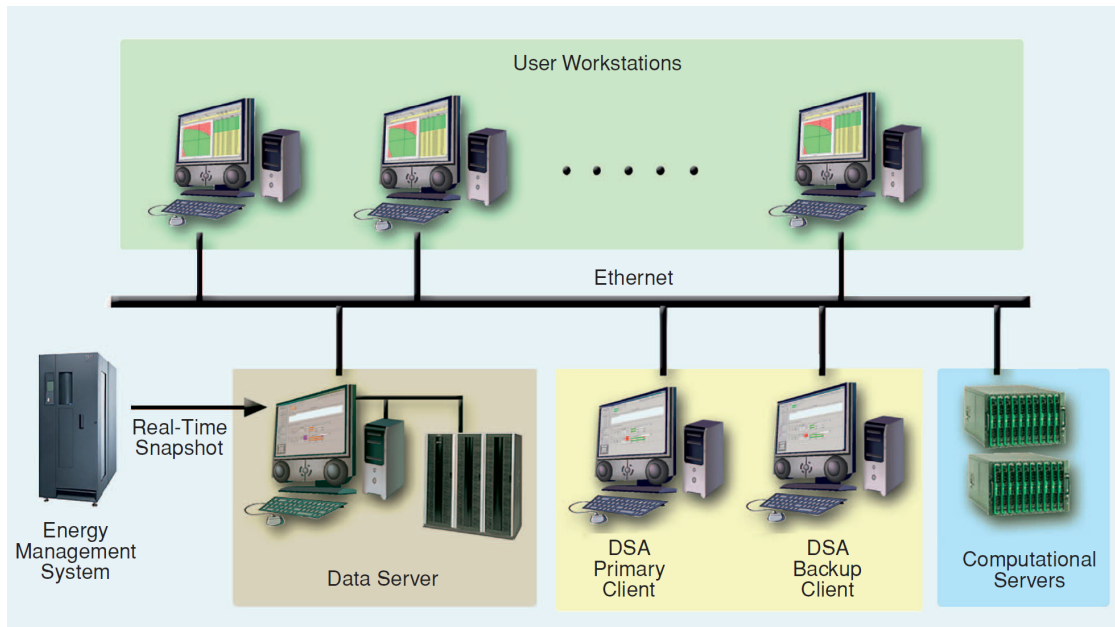 User Workstations
Ethernet
Real-Time
Snapshot
Energy
Management
System
Data Server
DSA
Primary
Client
DSA
Backup
Client
Computational
Servers